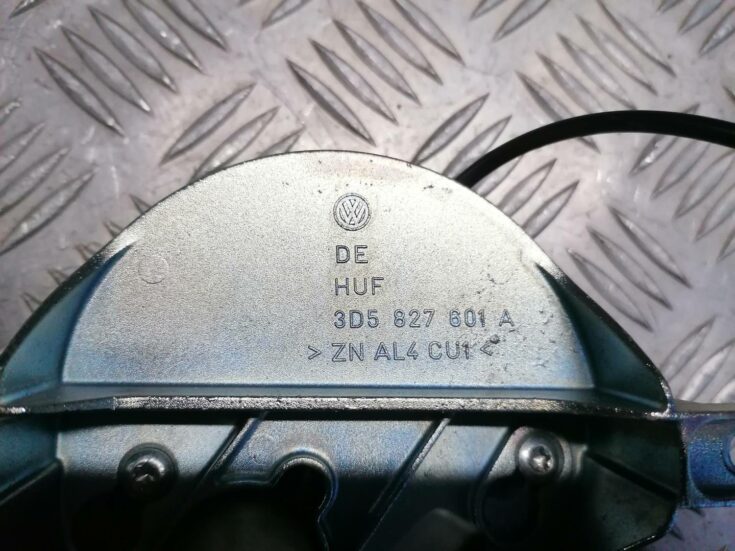 DE
HUF
3D5 827 601 A
> ZN AL4 CU1 <